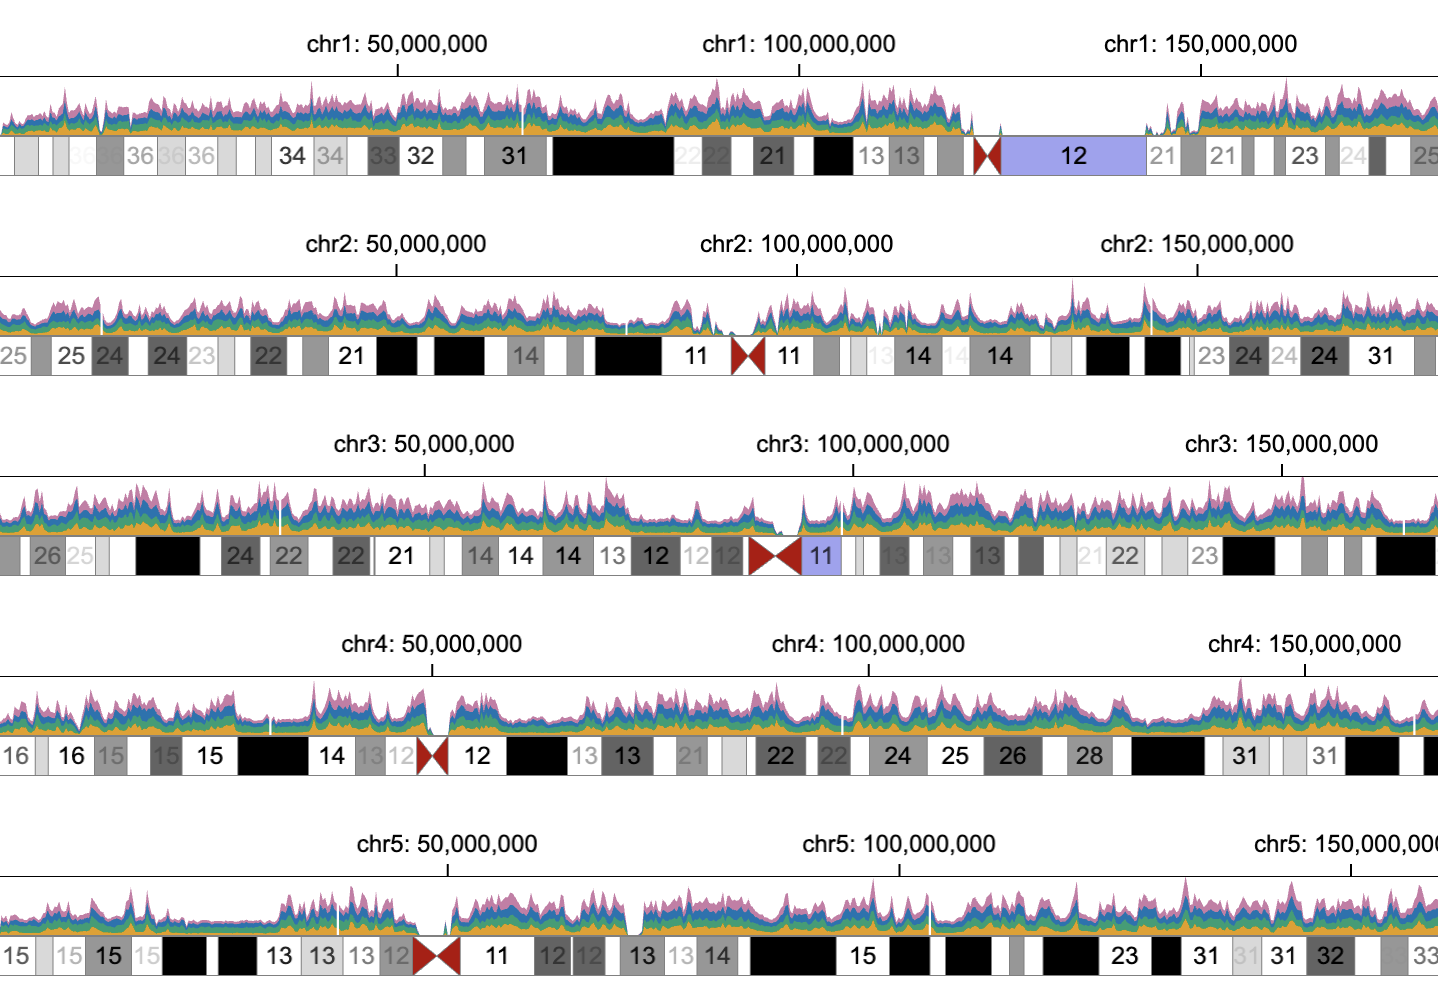 chr1: 50,000,000 chr1: 100,000,000 chr1: 150,000,000
36 36 36 36 36 34 34 33 32 31 22 22 21 13 13 12 21 21 23 24 25
chr2: 50,000,000 chr2: 100,000,000 chr2: 150,000,000
25 25 24 24 23 22 21 14 11 11 13 14 14 14 23 24 24 24 31
chr3: 50,000,000 chr3: 100,000,000 chr3: 150,000,000
26 25 24 22 22 21 14 14 14 13 12 12 12 11 13 13 13 21 22 23
chr4: 50,000,000 chr4: 100,000,000 chr4: 150,000,000
16 16 15 15 15 14 13 12 12 13 13 21 22 22 24 25 26 28 31 31
chr5: 50,000,000 chr5: 100,000,000 chr5: 150,000,00
15 15 15 15 13 13 13 12 11 12 12 13 13 14 15 23 31 31 31 32 33